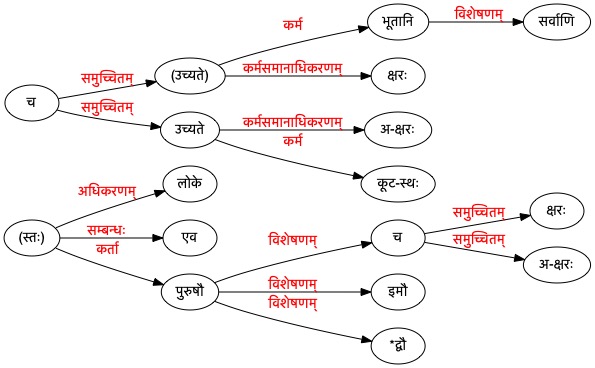 भूतानि
कर्म
विशेषणम्
सर्वाणि
(उच्यते)
समुच्चितम्
कर्मसमानाधिकरणम्
क्षरः
च
समुच्चितम्
उच्यते
कर्मसमानाधिकरणम्
अ-क्षरः
कर्म
कूट-स्थः
लोके
अधिकरणम्
(स्तः)
सम्बन्धः
एव
कर्ता
पुरुषौ
विशेषणम्
च
समुच्चितम्
क्षरः
समुच्चितम्
अ-क्षरः
विशेषणम्
इमौ
विशेषणम्
*द्वौ